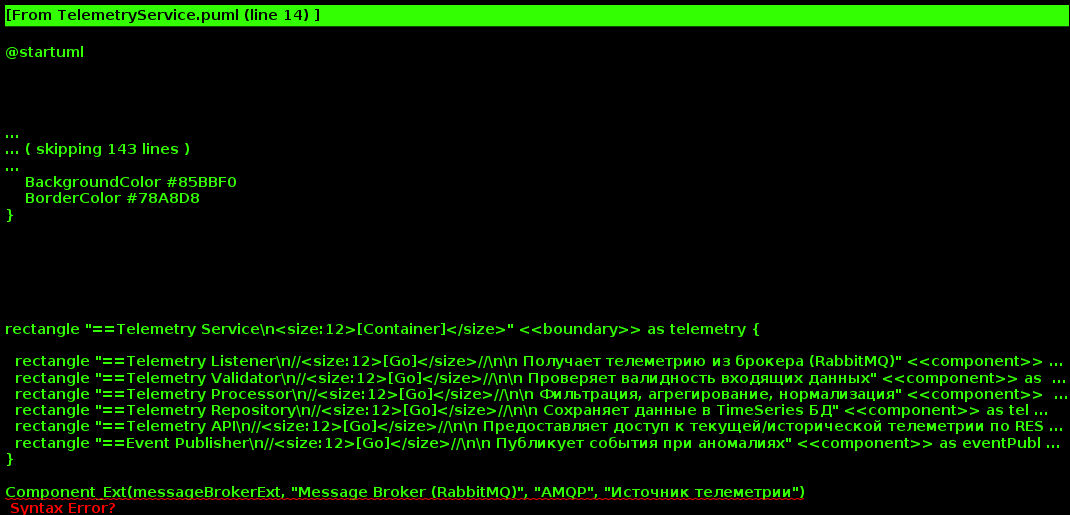 [From TelemetryService.puml (line 14) ]
@startuml
...
... ( skipping 143 lines )
...
BackgroundColor #85BBF0
BorderColor #78A8D8
}
rectangle "==Telemetry Service\n<size:12>[Container]</size>" <<boundary>> as telemetry {
rectangle "==Telemetry Listener\n//<size:12>[Go]</size>//\n\n Получает телеметрию из брокера (RabbitMQ)" <<component>> ...
rectangle "==Telemetry Validator\n//<size:12>[Go]</size>//\n\n Проверяет валидность входящих данных" <<component>> as ...
rectangle "==Telemetry Processor\n//<size:12>[Go]</size>//\n\n Фильтрация, агрегирование, нормализация" <<component>> ...
rectangle "==Telemetry Repository\n//<size:12>[Go]</size>//\n\n Сохраняет данные в TimeSeries БД" <<component>> as tel ...
rectangle "==Telemetry API\n//<size:12>[Go]</size>//\n\n Предоставляет доступ к текущей/исторической телеметрии по RES ...
rectangle "==Event Publisher\n//<size:12>[Go]</size>//\n\n Публикует события при аномалиях" <<component>> as eventPubl ...
}
Component_Ext(messageBrokerExt, "Message Broker (RabbitMQ)", "AMQP", "Источник телеметрии")
Syntax Error?